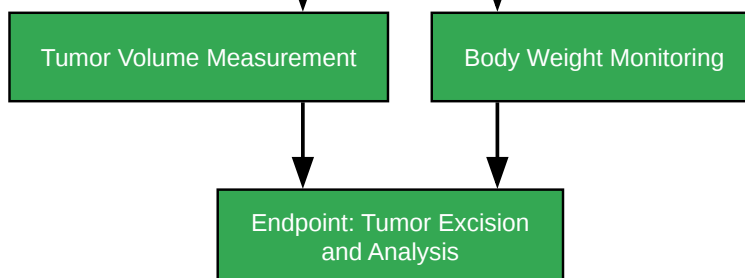 Tumor Volume Measurement
Body Weight Monitoring
Endpoint: Tumor Excision
and Analysis